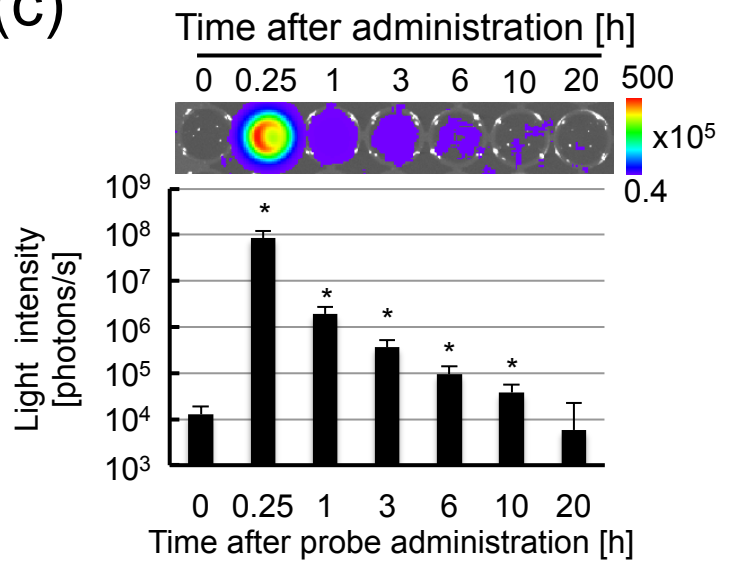 (C)
Time after administration [h]
0 0.25 1 3 6 10 20
500
x10⁵
0.4
10⁹
10⁸
10⁷
10⁶
10⁵
10⁴
10³
Light intensity
[photons/s]
*
*
*
*
*
0 0.25 1 3 6 10 20
Time after probe administration [h]